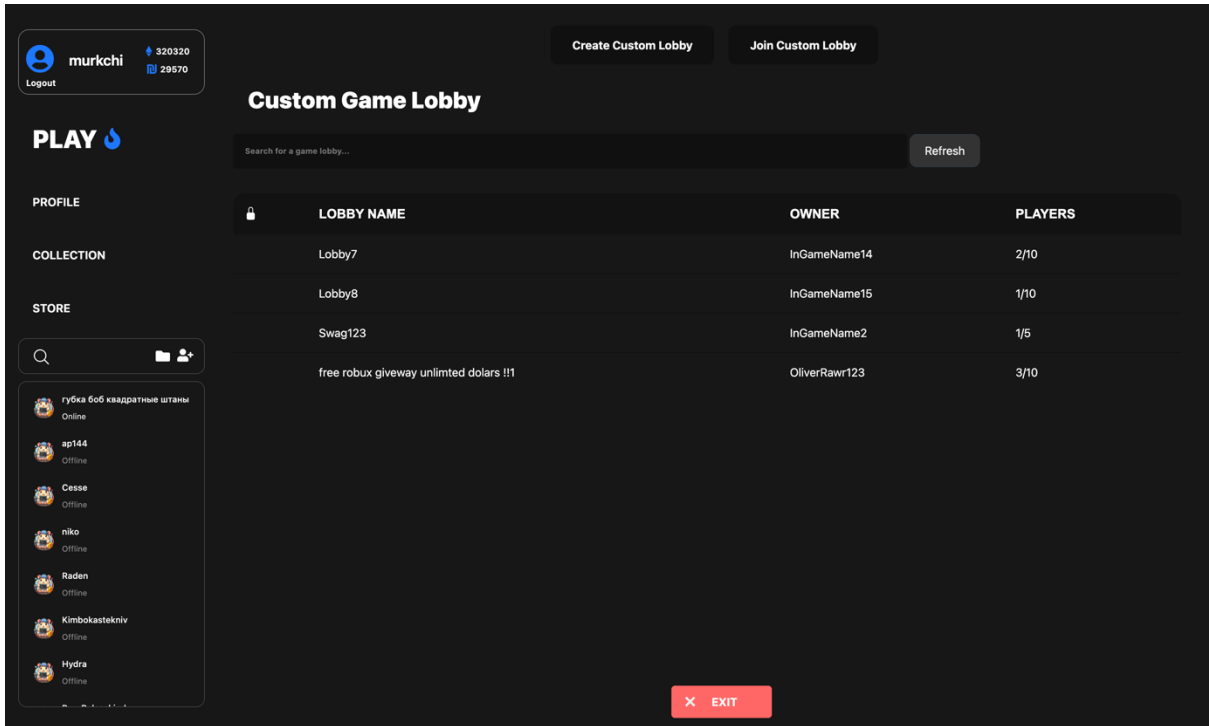 murkchi
320320
29570
Logout
PLAY
PROFILE
COLLECTION
STORE
губка боб квадратные штаны
Online
ap144
Offline
Cesse
Offline
niko
Offline
Raden
Offline
Kimbokastekniv
Offline
Hydra
Offline
Create Custom Lobby
Join Custom Lobby
Custom Game Lobby
Search for a game lobby...
Refresh
LOBBY NAME OWNER PLAYERS
Lobby7 InGameName14 2/10
Lobby8 InGameName15 1/10
Swag123 InGameName2 1/5
free robux giveway unlimted dolars !!1 OliverRawr123 3/10
EXIT